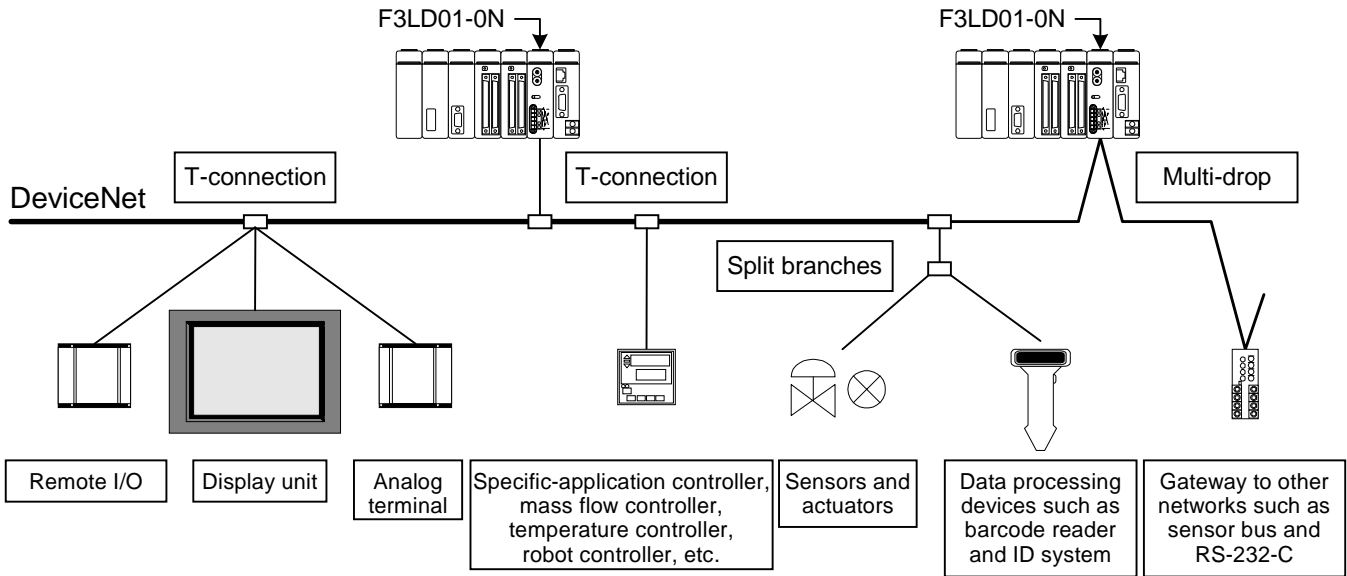 F3LD01-0N
F3LD01-0N
T-connection
T-connection
Multi-drop
DeviceNet
Split branches
Remote I/O
Display unit
Analog
terminal
Specific-application controller,
mass flow controller,
temperature controller,
robot controller, etc.
Sensors and
actuators
Data processing
devices such as
barcode reader
and ID system
Gateway to other
networks such as
sensor bus and
RS-232-C